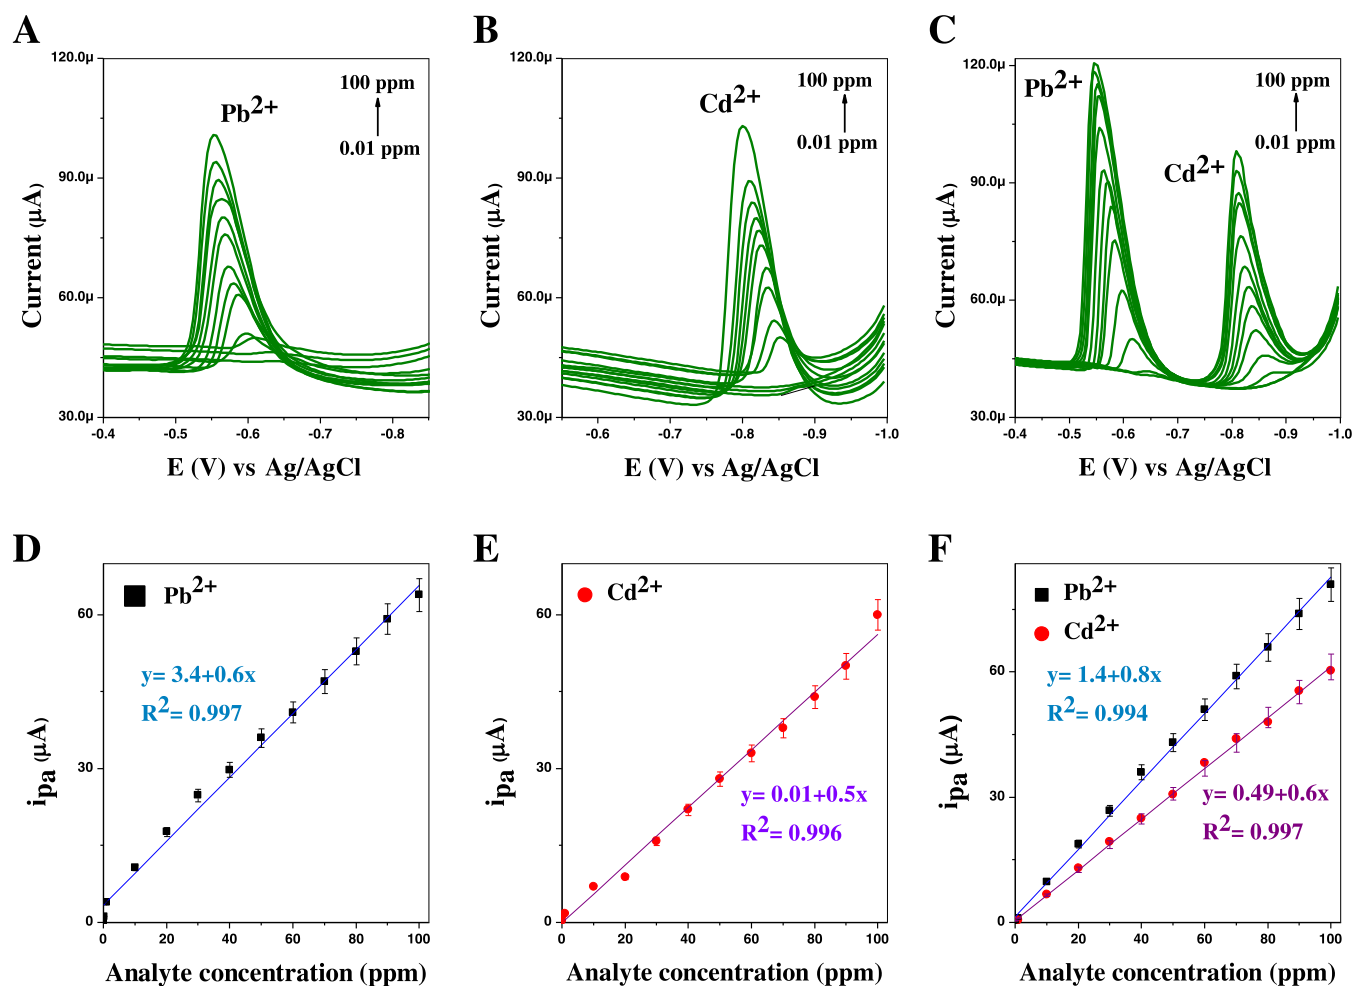 A
120.0µ
90.0µ
60.0µ
30.0µ
Current (µA)
Pb2+
100 ppm
0.01 ppm
-0.4 -0.5 -0.6 -0.7 -0.8
E (V) vs Ag/AgCl
B
120.0µ
90.0µ
60.0µ
30.0µ
Current (µA)
Cd2+
100 ppm
0.01 ppm
-0.6 -0.7 -0.8 -0.9 -1.0
E (V) vs Ag/AgCl
C
120.0µ
90.0µ
60.0µ
30.0µ
Current (µA)
Pb2+
Cd2+
100 ppm
0.01 ppm
-0.4 -0.5 -0.6 -0.7 -0.8 -0.9 -1.0
E (V) vs Ag/AgCl
D
60
30
0
ipa (µA)
Pb2+
y= 3.4+0.6x
R2= 0.997
0 20 40 60 80 100
Analyte concentration (ppm)
E
60
30
0
ipa (µA)
Cd2+
y= 0.01+0.5x
R2= 0.996
0 20 40 60 80 100
Analyte concentration (ppm)
F
60
30
0
ipa (µA)
Pb2+
Cd2+
y= 1.4+0.8x
R2= 0.994
y= 0.49+0.6x
R2= 0.997
0 20 40 60 80 100
Analyte concentration (ppm)